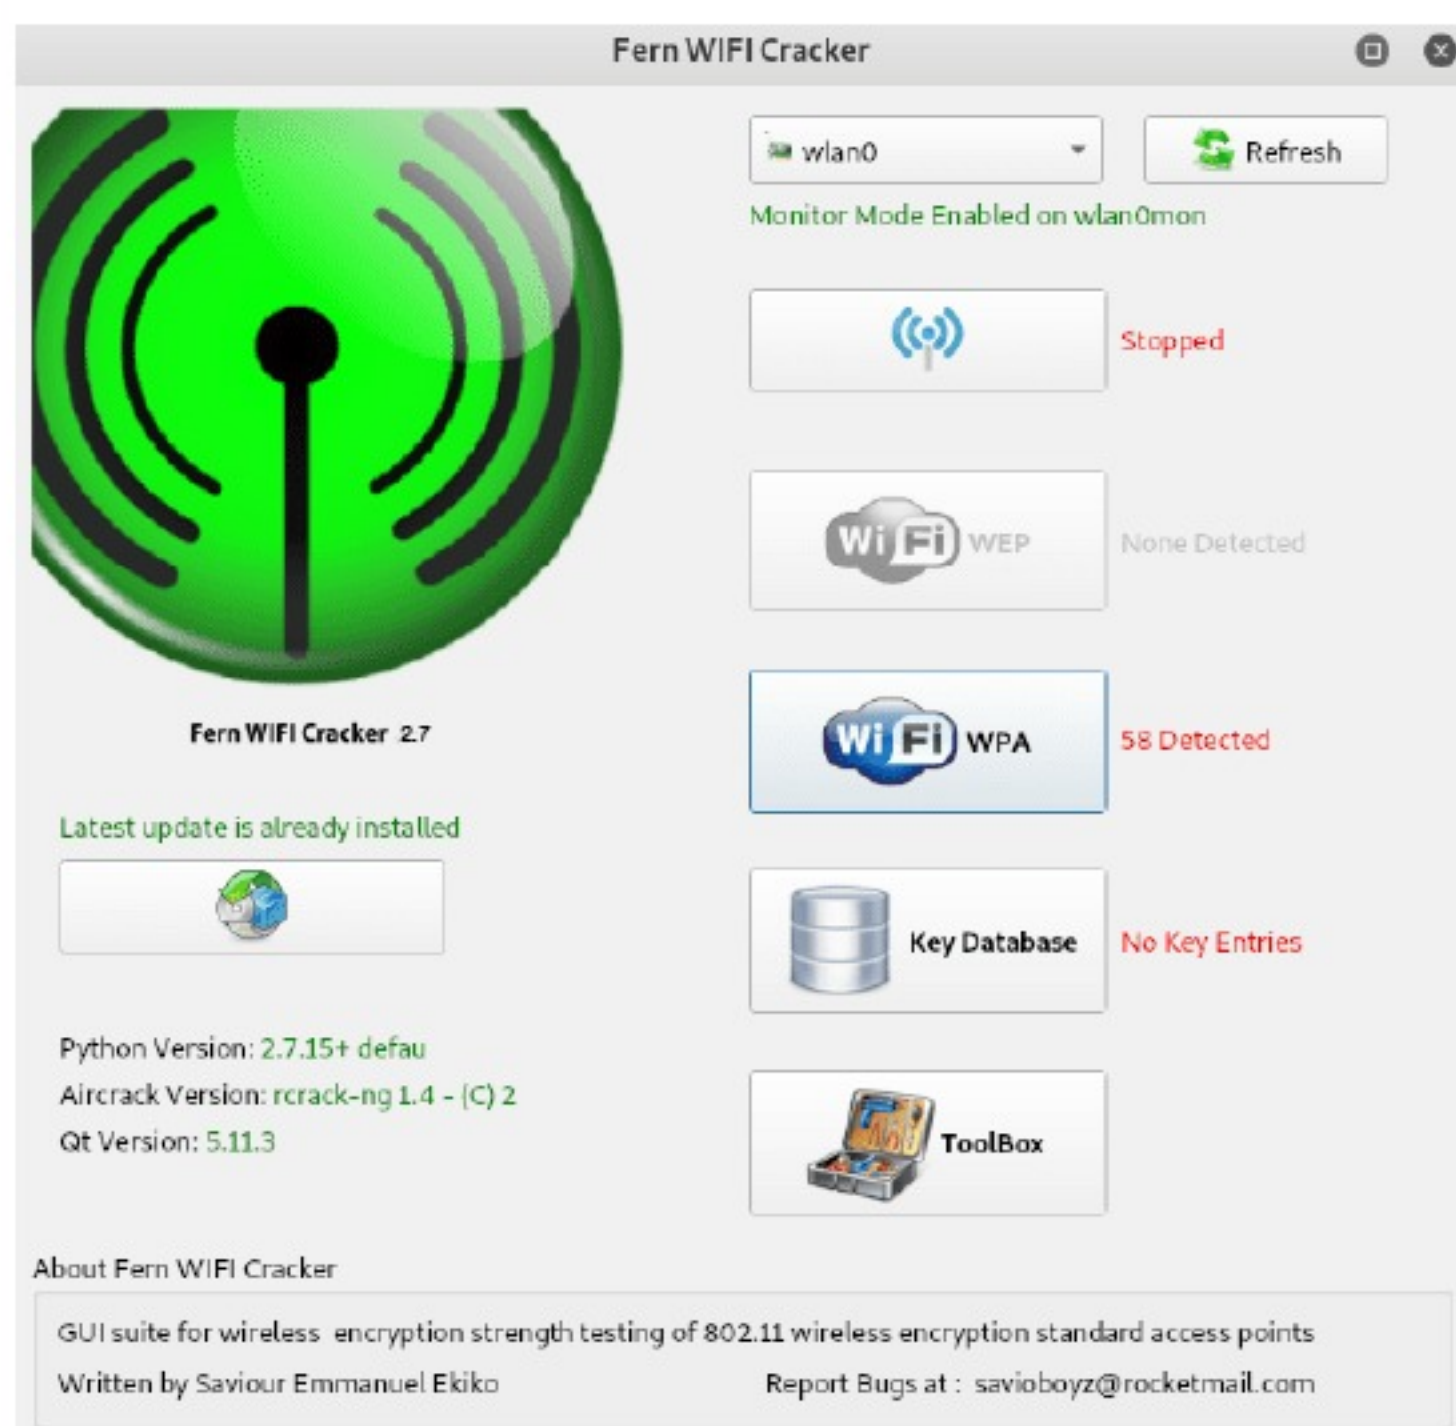 Fern WIFI Cracker
wlan0
Refresh
Monitor Mode Enabled on wlan0mon
Stopped
WiFi WEP
None Detected
WiFi WPA
58 Detected
Fern WIFI Cracker 2.7
Latest update is already installed
Key Database
No Key Entries
Python Version: 2.7.15+ defau
Aircrack Version: rcrack-ng 1.4 - (C) 2
Qt Version: 5.11.3
ToolBox
About Fern WIFI Cracker
GUI suite for wireless encryption strength testing of 802.11 wireless encryption standard access points
Written by Saviour Emmanuel Ekiko
Report Bugs at : savioboyz@rocketmail.com